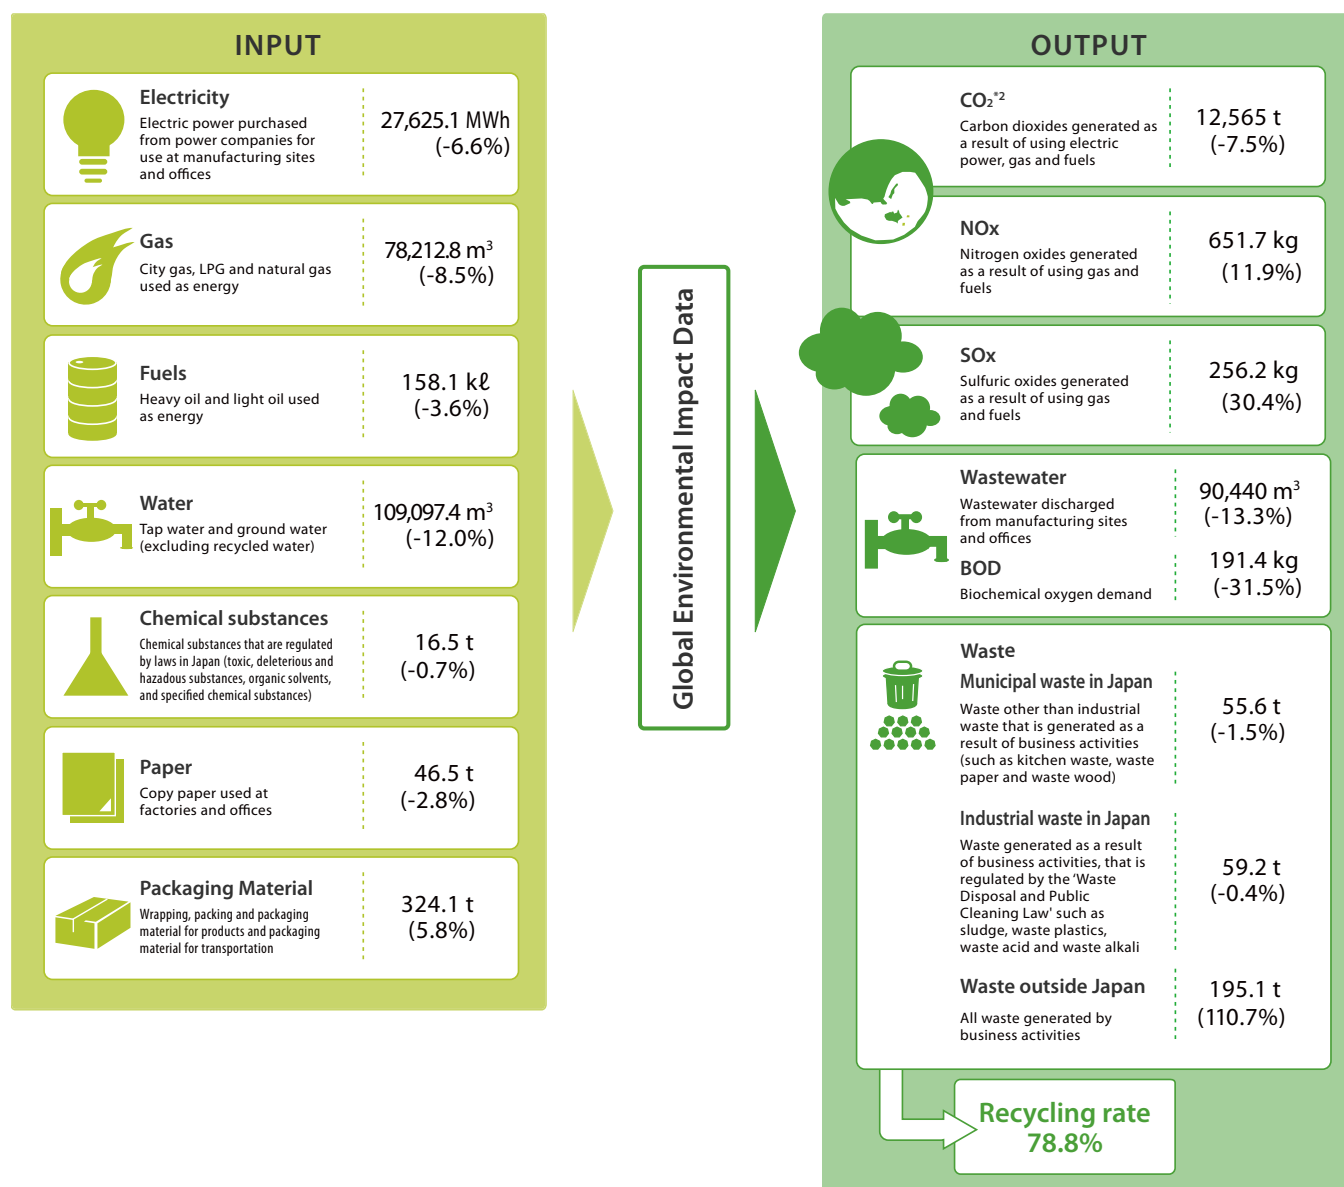 INPUT
Electricity
Electric power purchased
from power companies for
use at manufacturing sites
and offices
27,625.1 MWh
(-6.6%)
Gas
City gas, LPG and natural gas
used as energy
78,212.8 m³
(-8.5%)
Fuels
Heavy oil and light oil used
as energy
158.1 kℓ
(-3.6%)
Water
Tap water and ground water
(excluding recycled water)
109,097.4 m³
(-12.0%)
Chemical substances
Chemical substances that are regulated
by laws in Japan (toxic, deleterious and
hazadous substances, organic solvents,
and specified chemical substances)
16.5 t
(-0.7%)
Paper
Copy paper used at
factories and offices
46.5 t
(-2.8%)
Packaging Material
Wrapping, packing and packaging
material for products and packaging
material for transportation
324.1 t
(5.8%)
Global Environmental Impact Data
OUTPUT
CO₂*²
Carbon dioxides generated as
a result of using electric
power, gas and fuels
12,565 t
(-7.5%)
NOx
Nitrogen oxides generated
as a result of using gas and
fuels
651.7 kg
(11.9%)
SOx
Sulfuric oxides generated
as a result of using gas
and fuels
256.2 kg
(30.4%)
Wastewater
Wastewater discharged
from manufacturing sites
and offices
90,440 m³
(-13.3%)
BOD
Biochemical oxygen demand
191.4 kg
(-31.5%)
Waste
Municipal waste in Japan
Waste other than industrial
waste that is generated as a
result of business activities
(such as kitchen waste, waste
paper and waste wood)
55.6 t
(-1.5%)
Industrial waste in Japan
Waste generated as a result
of business activities, that is
regulated by the 'Waste
Disposal and Public
Cleaning Law' such as
sludge, waste plastics,
waste acid and waste alkali
59.2 t
(-0.4%)
Waste outside Japan
All waste generated by
business activities
195.1 t
(110.7%)
Recycling rate
78.8%